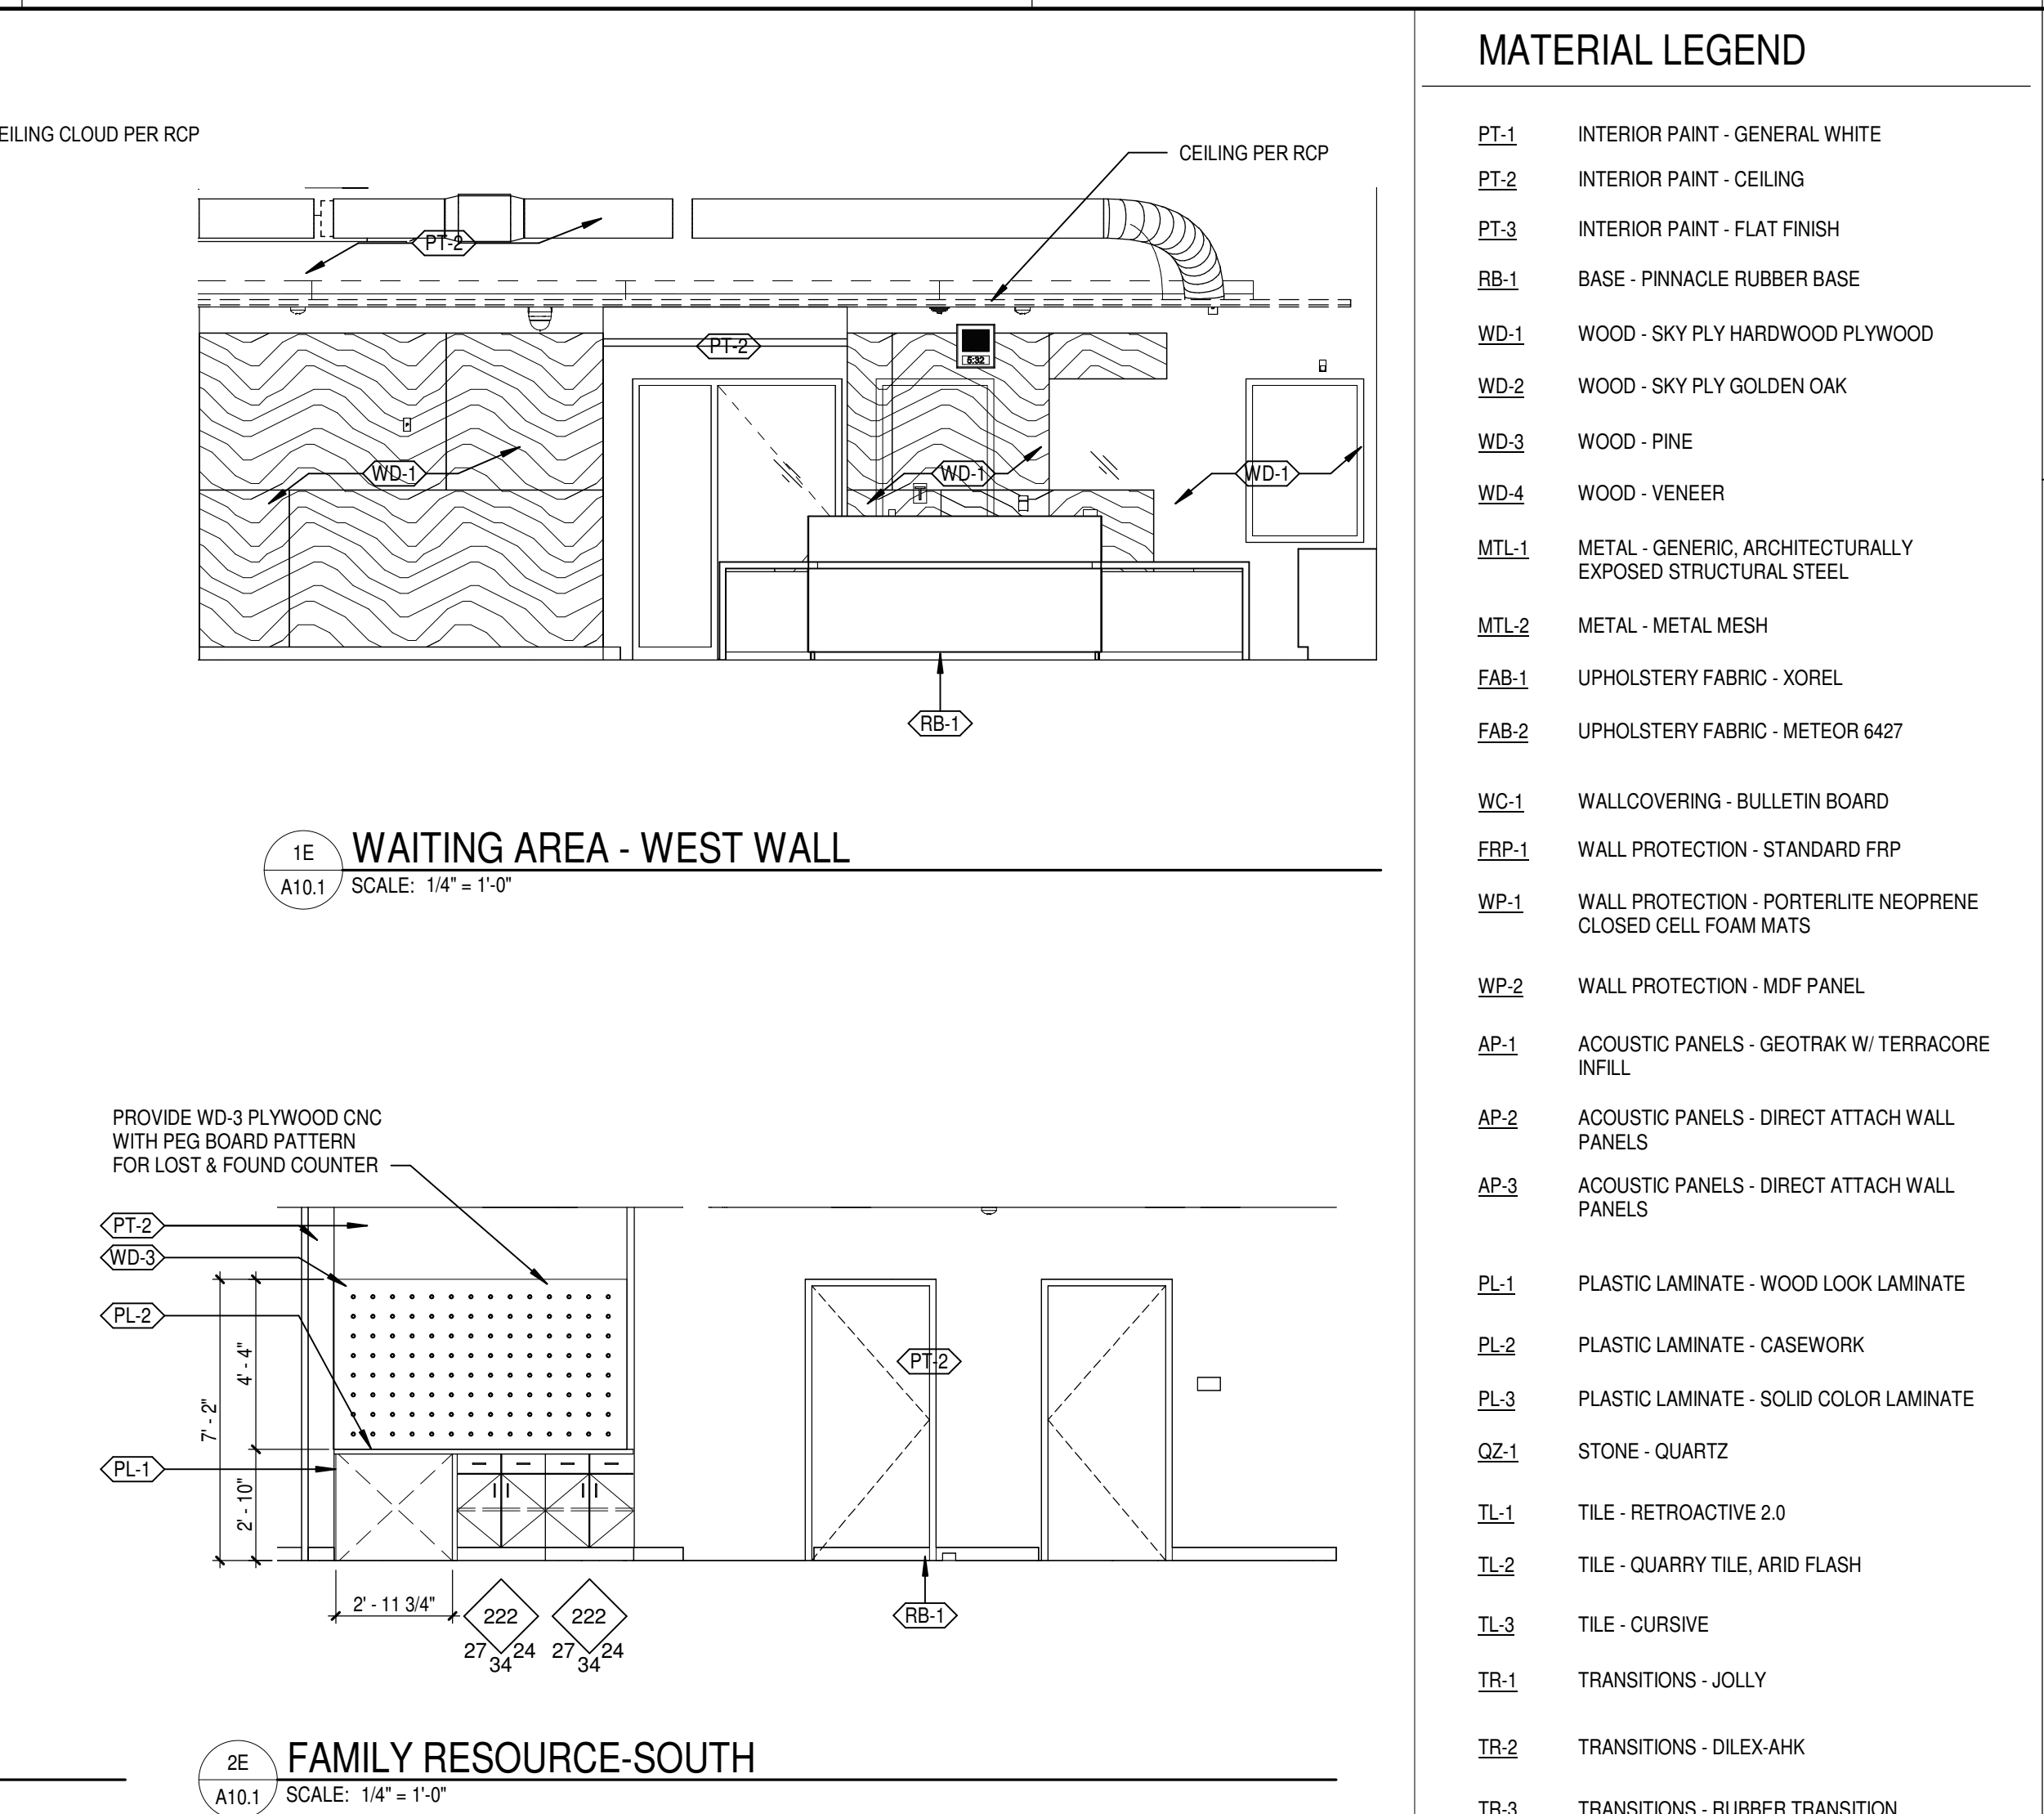 EILING CLOUD PER RCP
CEILING PER RCP
PT-2
PT-2
5:32
WD-1
WD-1
WD-1
T
RB-1
1E
A10.1
WAITING AREA - WEST WALL
SCALE: 1/4" = 1'-0"
PROVIDE WD-3 PLYWOOD CNC
WITH PEG BOARD PATTERN
FOR LOST & FOUND COUNTER
PT-2
WD-3
PL-2
PL-1
7' - 2"
4' - 4"
2' - 10"
2' - 11 3/4"
222
27 34 24
222
27 34 24
PT-2
RB-1
2E
A10.1
FAMILY RESOURCE-SOUTH
SCALE: 1/4" = 1'-0"
MATERIAL LEGEND
PT-1 INTERIOR PAINT - GENERAL WHITE
PT-2 INTERIOR PAINT - CEILING
PT-3 INTERIOR PAINT - FLAT FINISH
RB-1 BASE - PINNACLE RUBBER BASE
WD-1 WOOD - SKY PLY HARDWOOD PLYWOOD
WD-2 WOOD - SKY PLY GOLDEN OAK
WD-3 WOOD - PINE
WD-4 WOOD - VENEER
MTL-1 METAL - GENERIC, ARCHITECTURALLY
EXPOSED STRUCTURAL STEEL
MTL-2 METAL - METAL MESH
FAB-1 UPHOLSTERY FABRIC - XOREL
FAB-2 UPHOLSTERY FABRIC - METEOR 6427
WC-1 WALLCOVERING - BULLETIN BOARD
FRP-1 WALL PROTECTION - STANDARD FRP
WP-1 WALL PROTECTION - PORTERLITE NEOPRENE
CLOSED CELL FOAM MATS
WP-2 WALL PROTECTION - MDF PANEL
AP-1 ACOUSTIC PANELS - GEOTRAK W/ TERRACORE
INFILL
AP-2 ACOUSTIC PANELS - DIRECT ATTACH WALL
PANELS
AP-3 ACOUSTIC PANELS - DIRECT ATTACH WALL
PANELS
PL-1 PLASTIC LAMINATE - WOOD LOOK LAMINATE
PL-2 PLASTIC LAMINATE - CASEWORK
PL-3 PLASTIC LAMINATE - SOLID COLOR LAMINATE
QZ-1 STONE - QUARTZ
TL-1 TILE - RETROACTIVE 2.0
TL-2 TILE - QUARRY TILE, ARID FLASH
TL-3 TILE - CURSIVE
TR-1 TRANSITIONS - JOLLY
TR-2 TRANSITIONS - DILEX-AHK
TR-3 TRANSITIONS - RUBBER TRANSITION